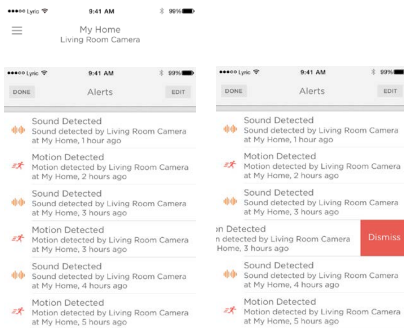 Lyric 9:41 AM 99%
My Home
Living Room Camera
Lyric 9:41 AM 99%
DONE Alerts EDIT
Sound Detected
Sound detected by Living Room Camera
at My Home, 1 hour ago
Motion Detected
Motion detected by Living Room Camera
at My Home, 2 hours ago
Sound Detected
Sound detected by Living Room Camera
at My Home, 3 hours ago
Motion Detected
Motion detected by Living Room Camera
at My Home, 3 hours ago
Sound Detected
Sound detected by Living Room Camera
at My Home, 4 hours ago
Motion Detected
Motion detected by Living Room Camera
at My Home, 5 hours ago
Lyric 9:41 AM 99%
DONE Alerts EDIT
Sound Detected
Sound detected by Living Room Camera
at My Home, 1 hour ago
Motion Detected
Motion detected by Living Room Camera
at My Home, 2 hours ago
Sound Detected
Sound detected by Living Room Camera
at My Home, 3 hours ago
on Detected
n detected by Living Room Camera
Home, 3 hours ago
Dismiss
Sound Detected
Sound detected by Living Room Camera
at My Home, 4 hours ago
Motion Detected
Motion detected by Living Room Camera
at My Home, 5 hours ago